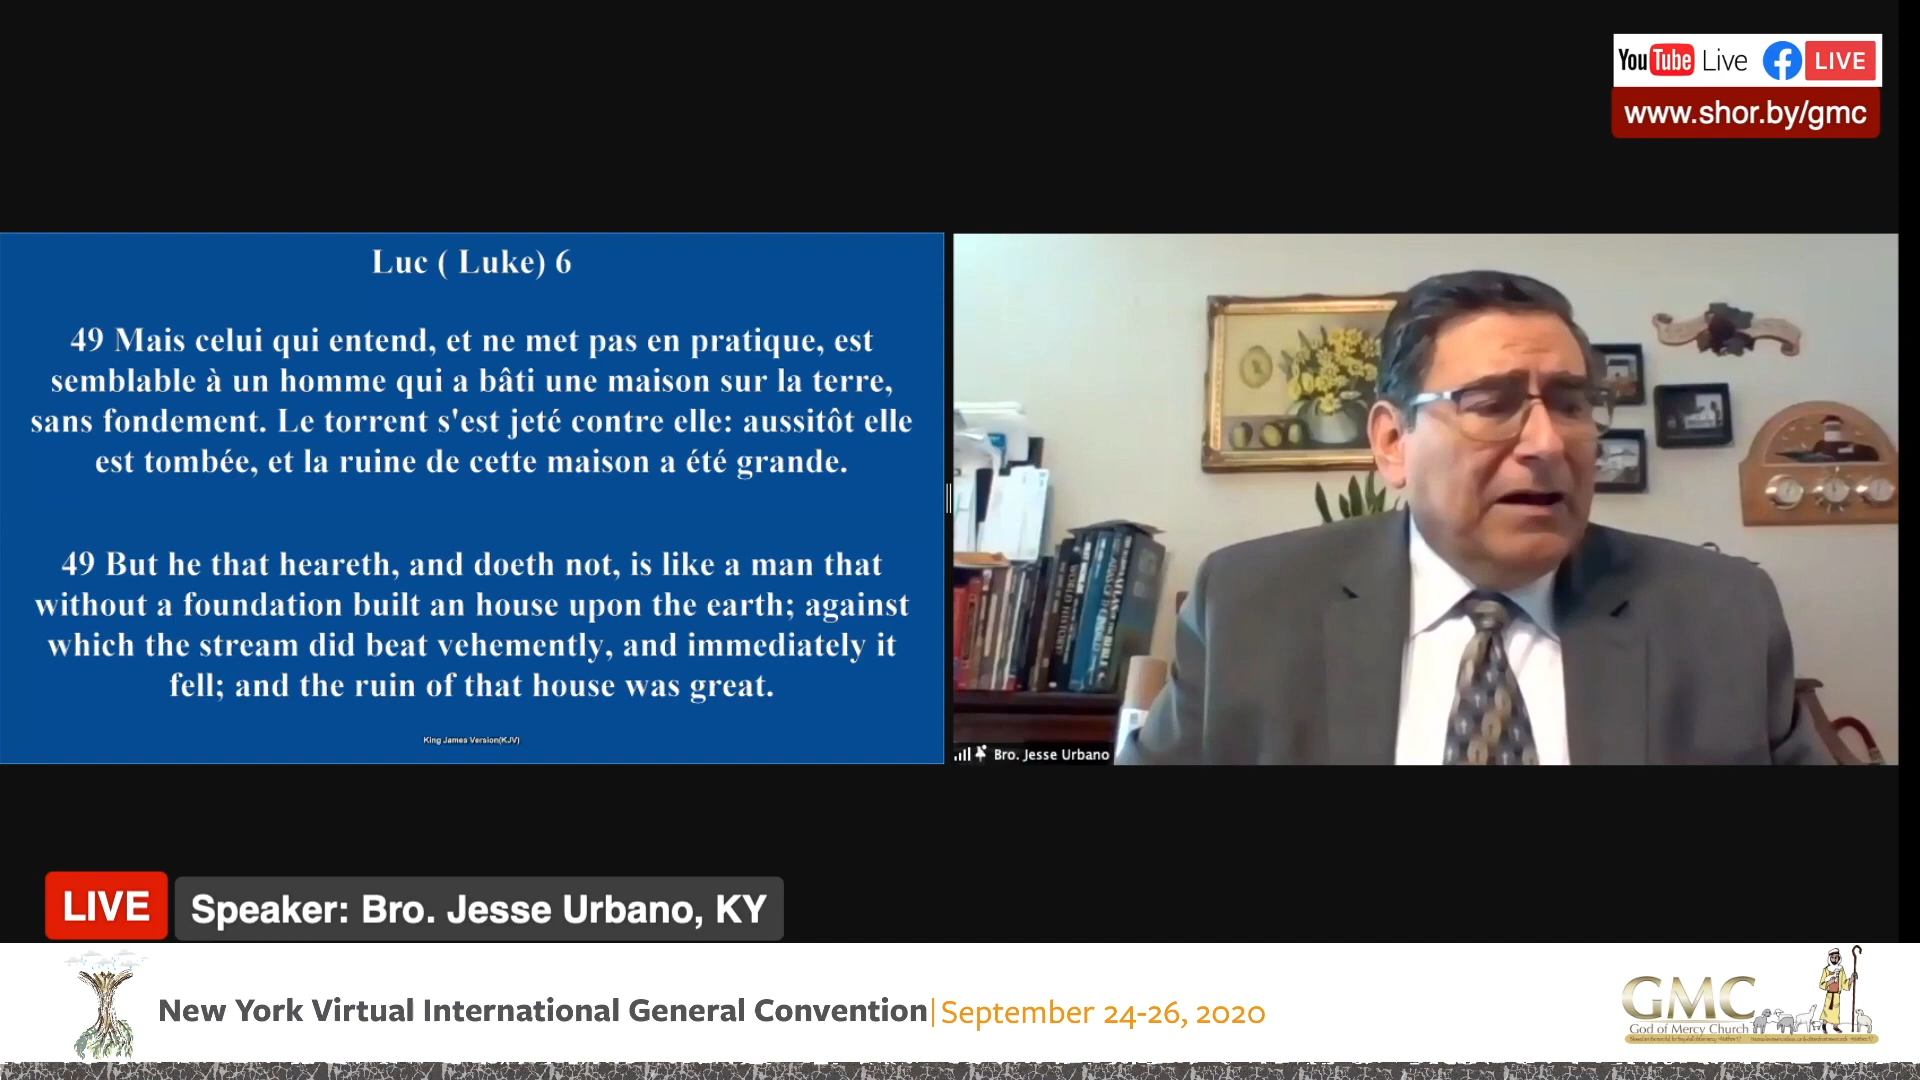 YouTube Live LIVE
www.shor.by/gmc
Luc ( Luke) 6
49 Mais celui qui entend, et ne met pas en pratique, est
semblable à un homme qui a bâti une maison sur la terre,
sans fondement. Le torrent s'est jeté contre elle: aussitôt elle
est tombée, et la ruine de cette maison a été grande.
49 But he that heareth, and doeth not, is like a man that
without a foundation built an house upon the earth; against
which the stream did beat vehemently, and immediately it
fell; and the ruin of that house was great.
King James Version(KJV)
WORLD HISTORY
Bro. Jesse Urbano
LIVE Speaker: Bro. Jesse Urbano, KY
New York Virtual International General Convention| September 24-26, 2020
GMC
God of Mercy Church